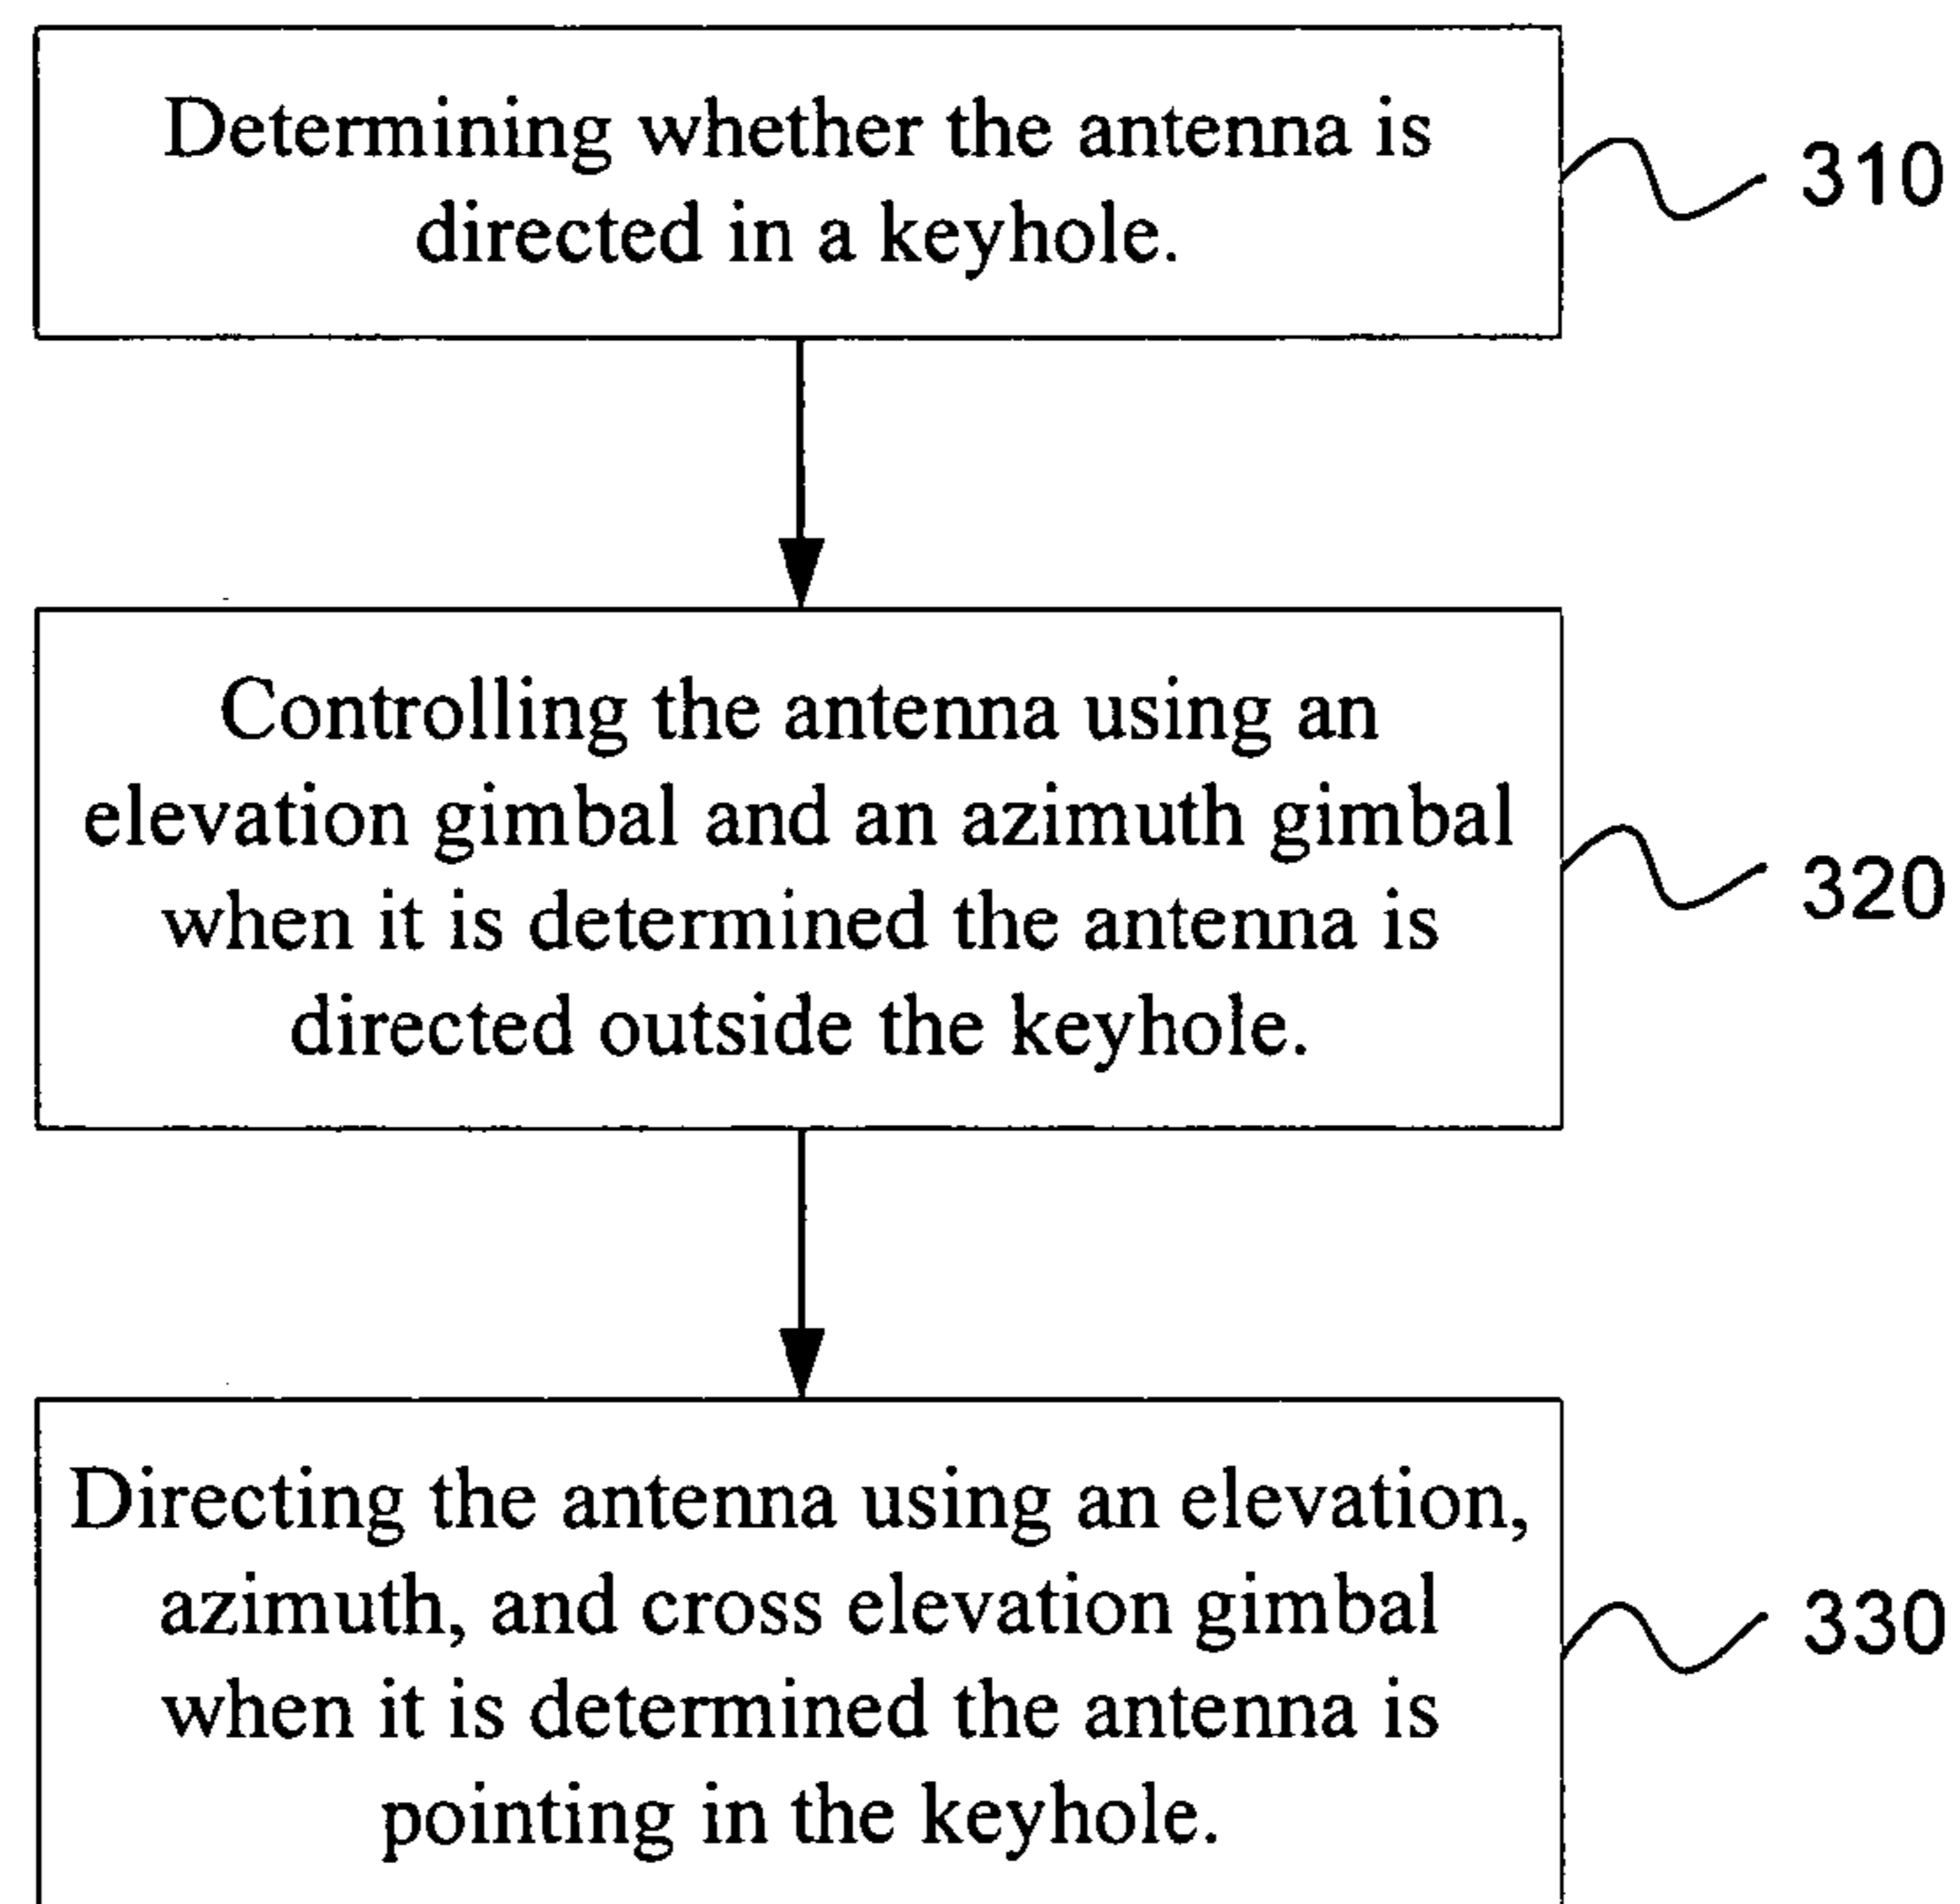 Determining whether the antenna is
directed in a keyhole.
310
Controlling the antenna using an
elevation gimbal and an azimuth gimbal
when it is determined the antenna is
directed outside the keyhole.
320
Directing the antenna using an elevation,
azimuth, and cross elevation gimbal
when it is determined the antenna is
pointing in the keyhole.
330